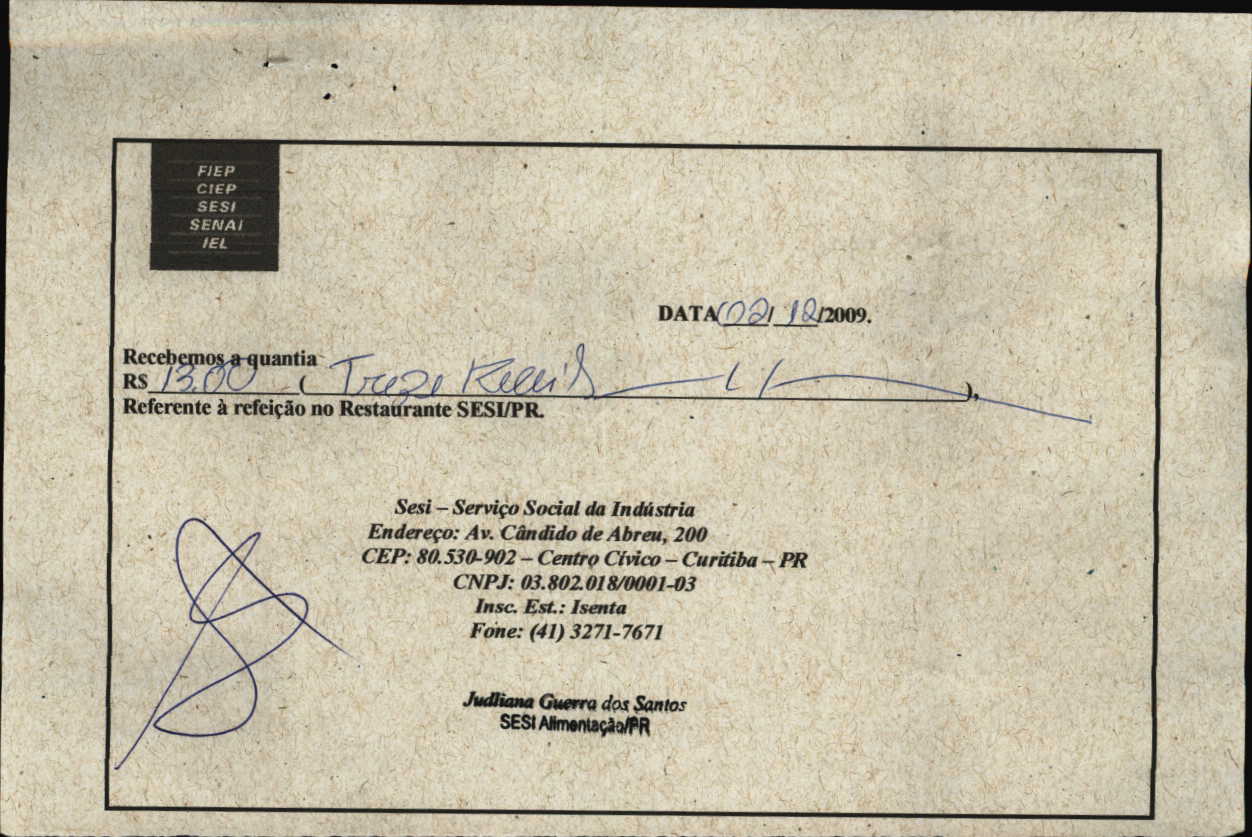 FIEP
CIEP
SESI
SENAI
IEL
DATA 02/ 12/2009.
Recebemos a quantia
R$ 13,00 ( Treze Reais ),
Referente à refeição no Restaurante SESI/PR.
Sesi – Serviço Social da Indústria
Endereço: Av. Cândido de Abreu, 200
CEP: 80.530-902 – Centro Cívico – Curitiba – PR
CNPJ: 03.802.018/0001-03
Insc. Est.: Isenta
Fone: (41) 3271-7671
Judliana Guerra dos Santos
SESI Alimentação/PR